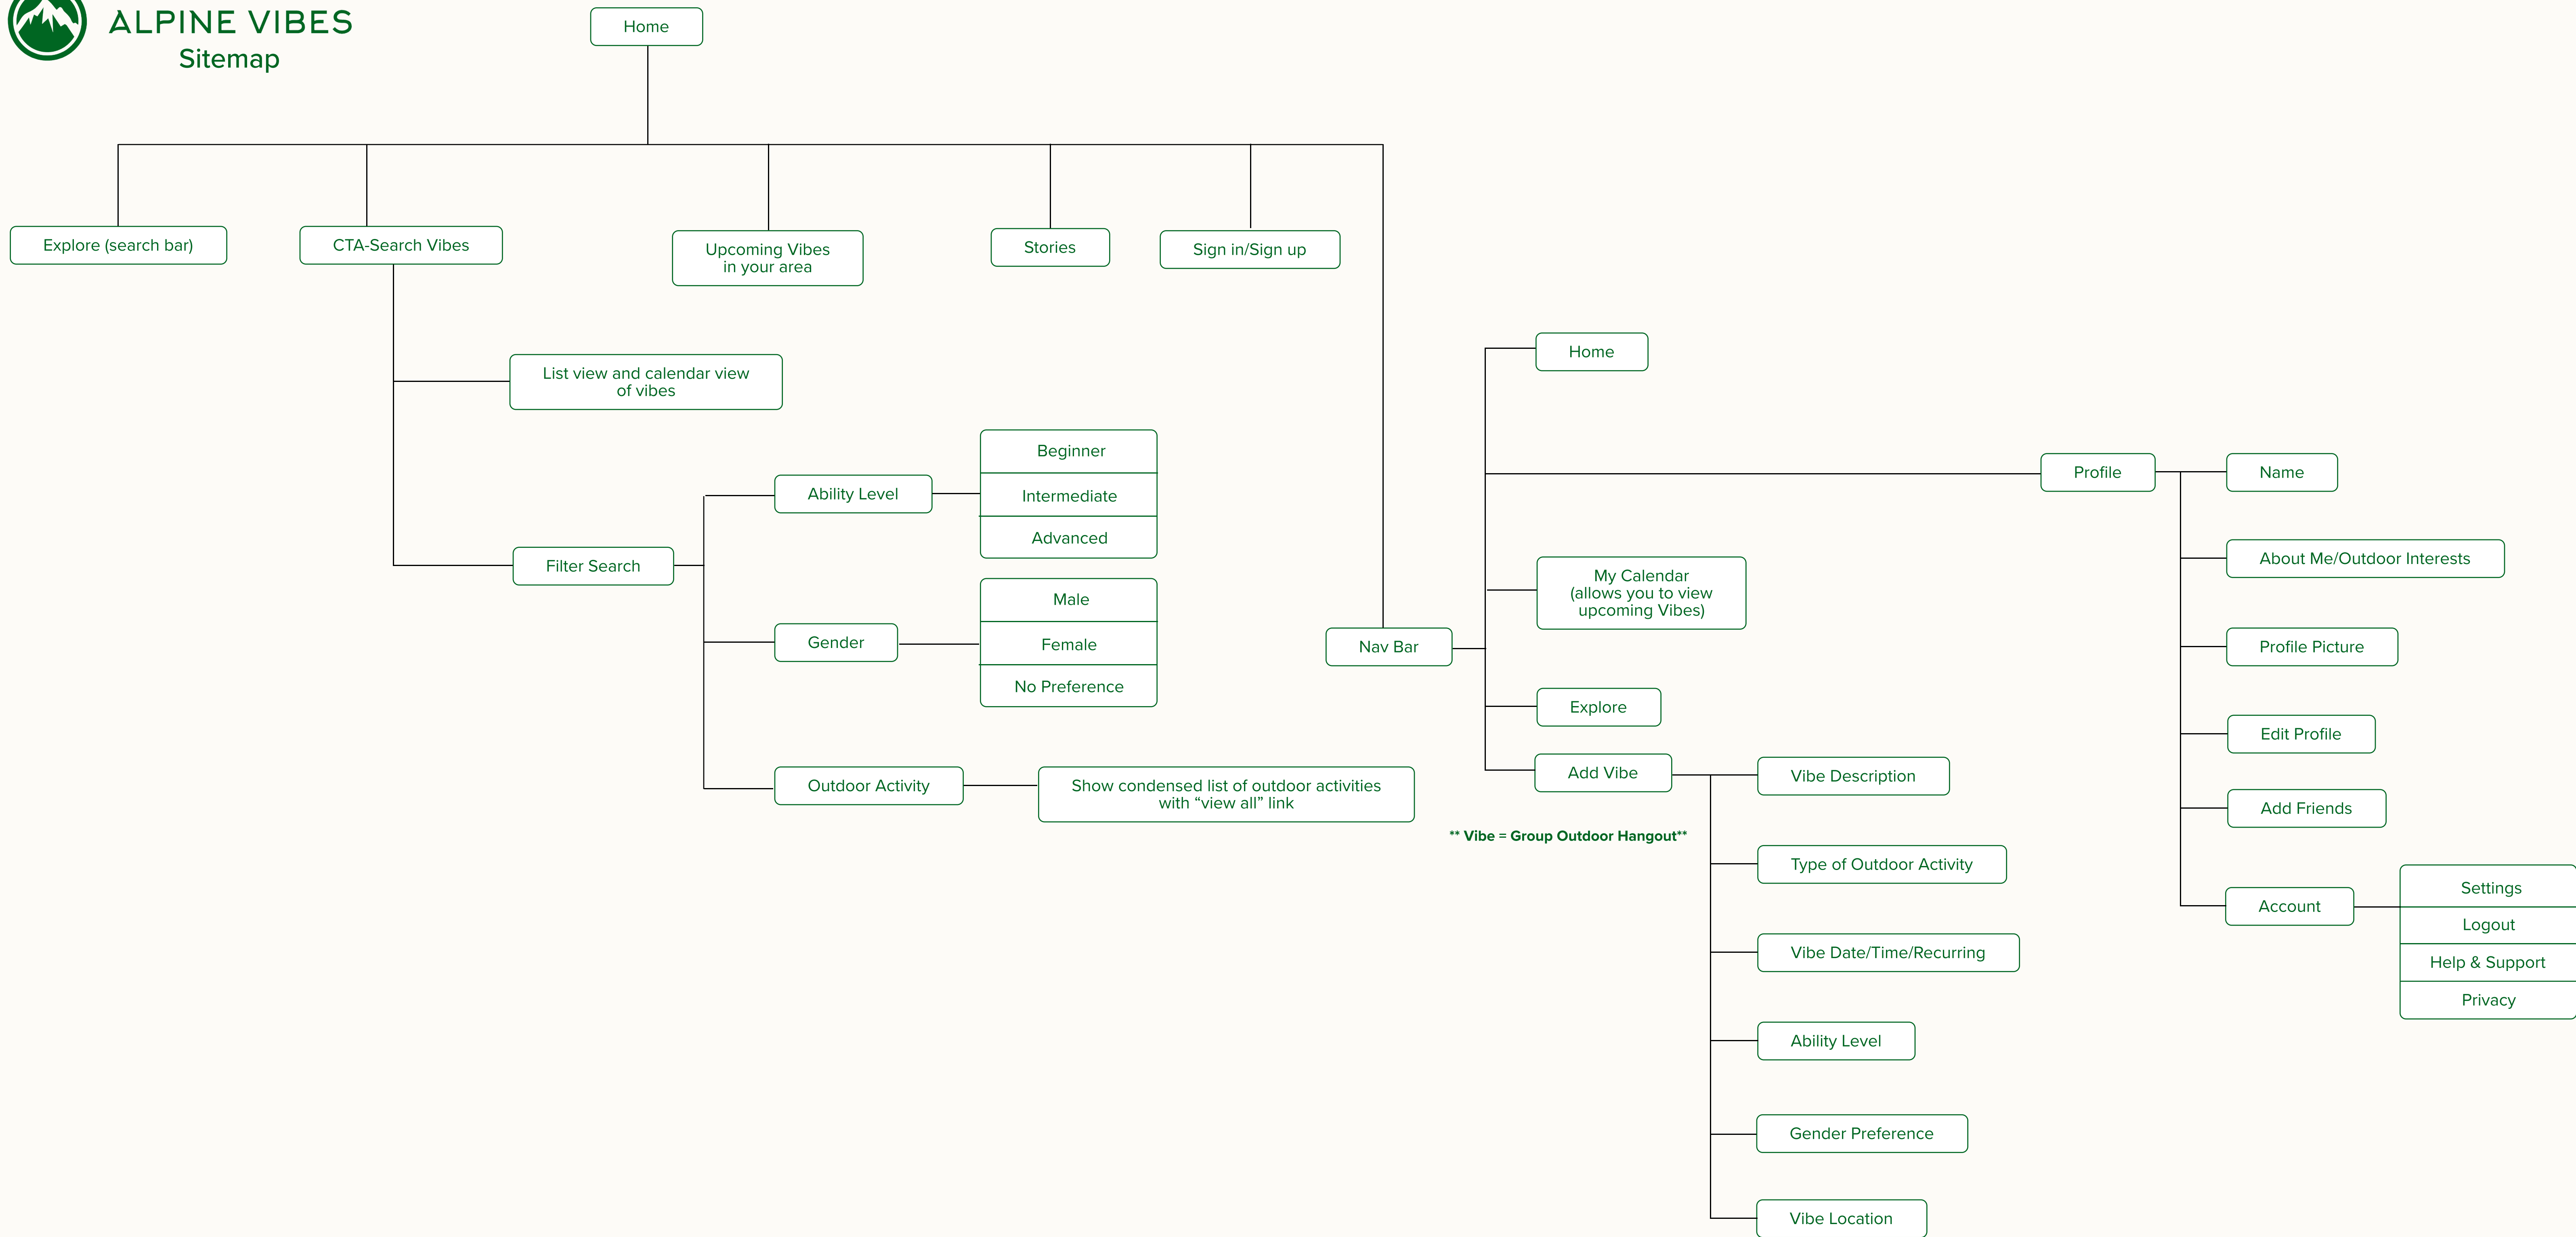 ALPINE VIBES
Sitemap
Home
Explore (search bar)
CTA-Search Vibes
Upcoming Vibes
in your area
Stories
Sign in/Sign up
List view and calendar view
of vibes
Filter Search
Ability Level
Beginner
Intermediate
Advanced
Gender
Male
Female
No Preference
Outdoor Activity
Show condensed list of outdoor activities
with “view all” link
Nav Bar
Home
Profile
Name
About Me/Outdoor Interests
Profile Picture
Edit Profile
Add Friends
Account
Settings
Logout
Help & Support
Privacy
My Calendar
(allows you to view
upcoming Vibes)
Explore
Add Vibe
** Vibe = Group Outdoor Hangout**
Vibe Description
Type of Outdoor Activity
Vibe Date/Time/Recurring
Ability Level
Gender Preference
Vibe Location